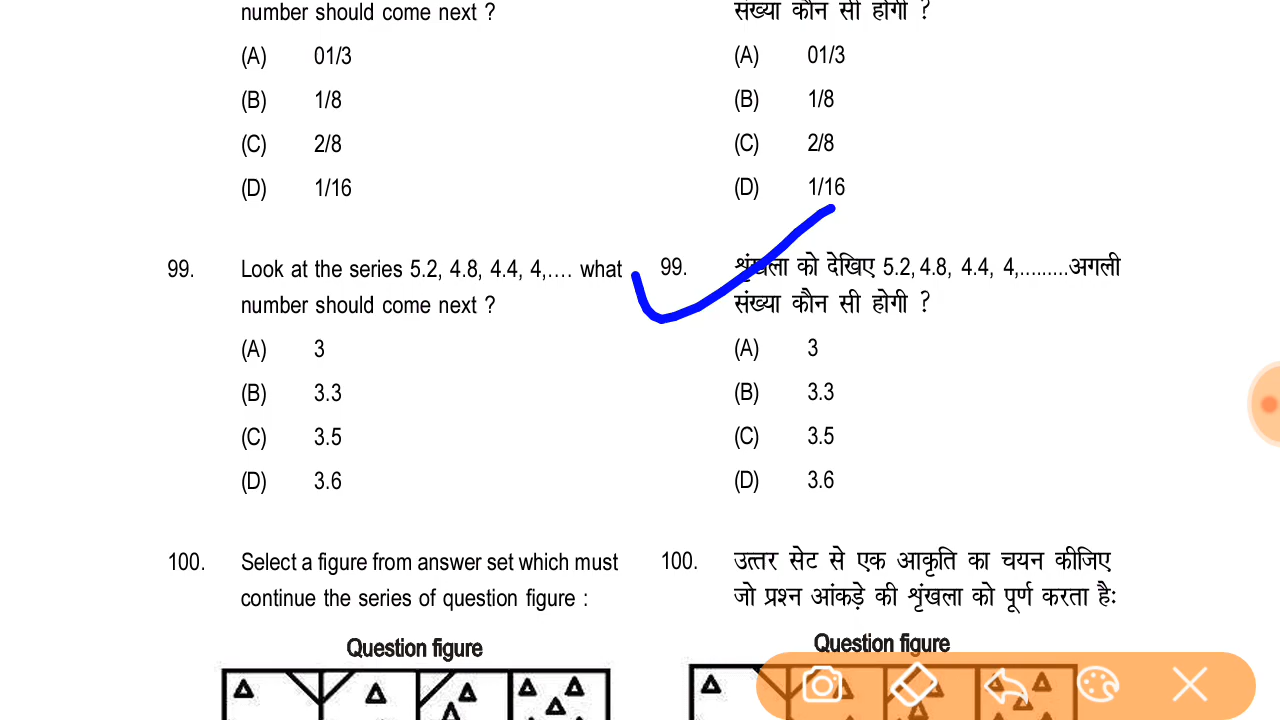 number should come next ?
(A) 01/3
(B) 1/8
(C) 2/8
(D) 1/16
99. Look at the series 5.2, 4.8, 4.4, 4,.... what
number should come next ?
(A) 3
(B) 3.3
(C) 3.5
(D) 3.6
100. Select a figure from answer set which must
continue the series of question figure :
Question figure
संख्या कौन सी होगी ?
(A) 01/3
(B) 1/8
(C) 2/8
(D) 1/16
99. शृंखला को देखिए 5.2, 4.8, 4.4, 4,.........अगली
संख्या कौन सी होगी ?
(A) 3
(B) 3.3
(C) 3.5
(D) 3.6
100. उत्तर सेट से एक आकृति का चयन कीजिए
जो प्रश्न आंकड़े की शृंखला को पूर्ण करता हैः
Question figure